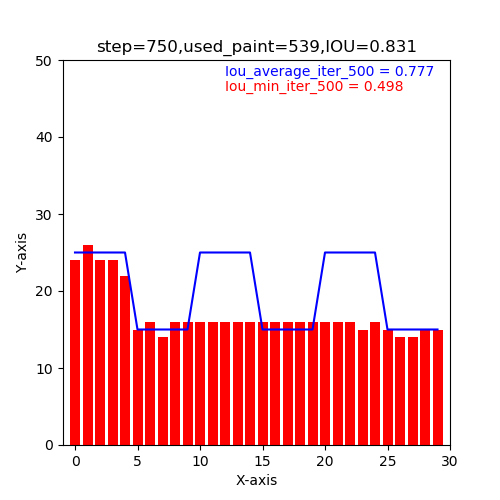 step=750,used_paint=539,IOU=0.831
Iou_average_iter_500 = 0.777
Iou_min_iter_500 = 0.498
50
40
30
20
10
0
Y-axis
0 5 10 15 20 25 30
X-axis